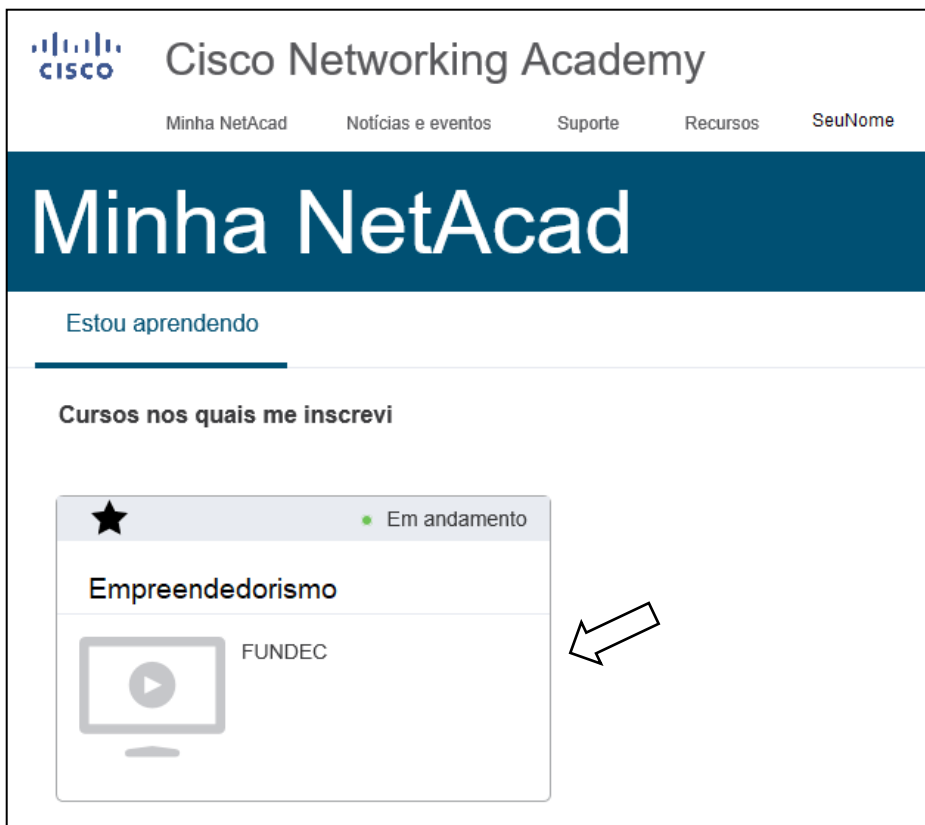 CISCO
Cisco Networking Academy
Minha NetAcad Notícias e eventos Suporte Recursos SeuNome
Minha NetAcad
Estou aprendendo
Cursos nos quais me inscrevi
Em andamento
Empreendedorismo
FUNDEC